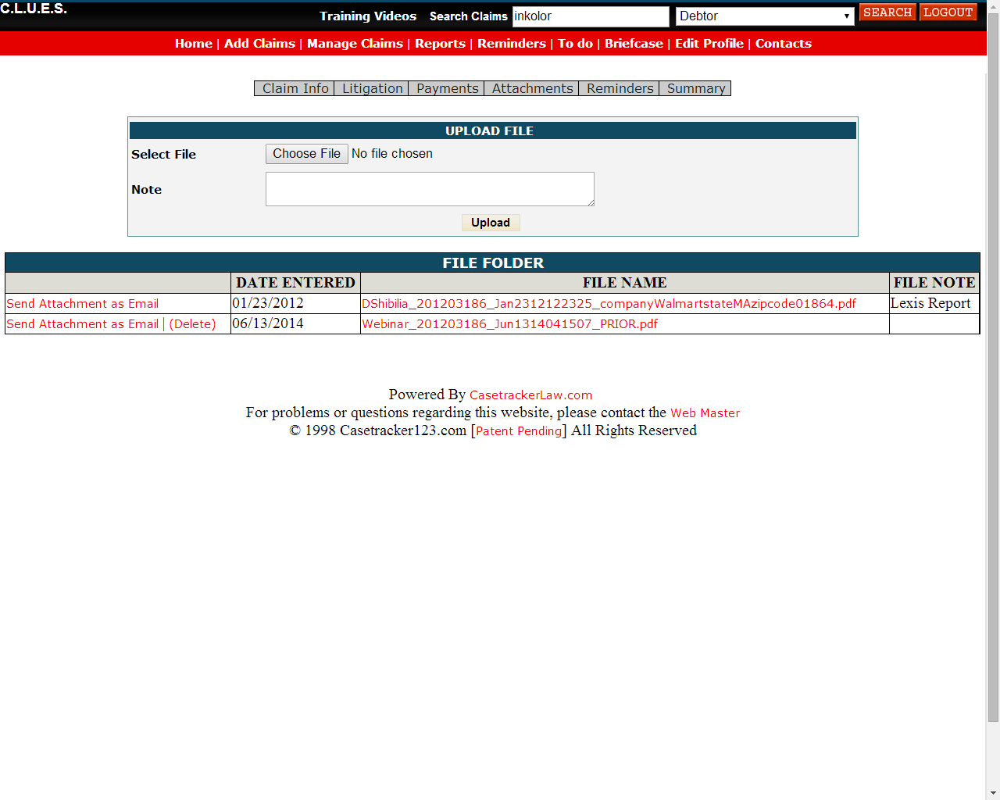 C.L.U.E.S.
Training Videos Search Claims inkolor Debtor SEARCH LOGOUT
Home | Add Claims | Manage Claims | Reports | Reminders | To do | Briefcase | Edit Profile | Contacts
Claim Info Litigation Payments Attachments Reminders Summary
UPLOAD FILE
Select File Choose File No file chosen
Note
Upload
FILE FOLDER
DATE ENTERED FILE NAME FILE NOTE
Send Attachment as Email 01/23/2012 DShibilia_201203186_Jan2312122325_companyWalmartstateMAzipcode01864.pdf Lexis Report
Send Attachment as Email | (Delete) 06/13/2014 Webinar_201203186_Jun1314041507_PRIOR.pdf
Powered By CasetrackerLaw.com
For problems or questions regarding this website, please contact the Web Master
© 1998 Casetracker123.com [Patent Pending] All Rights Reserved